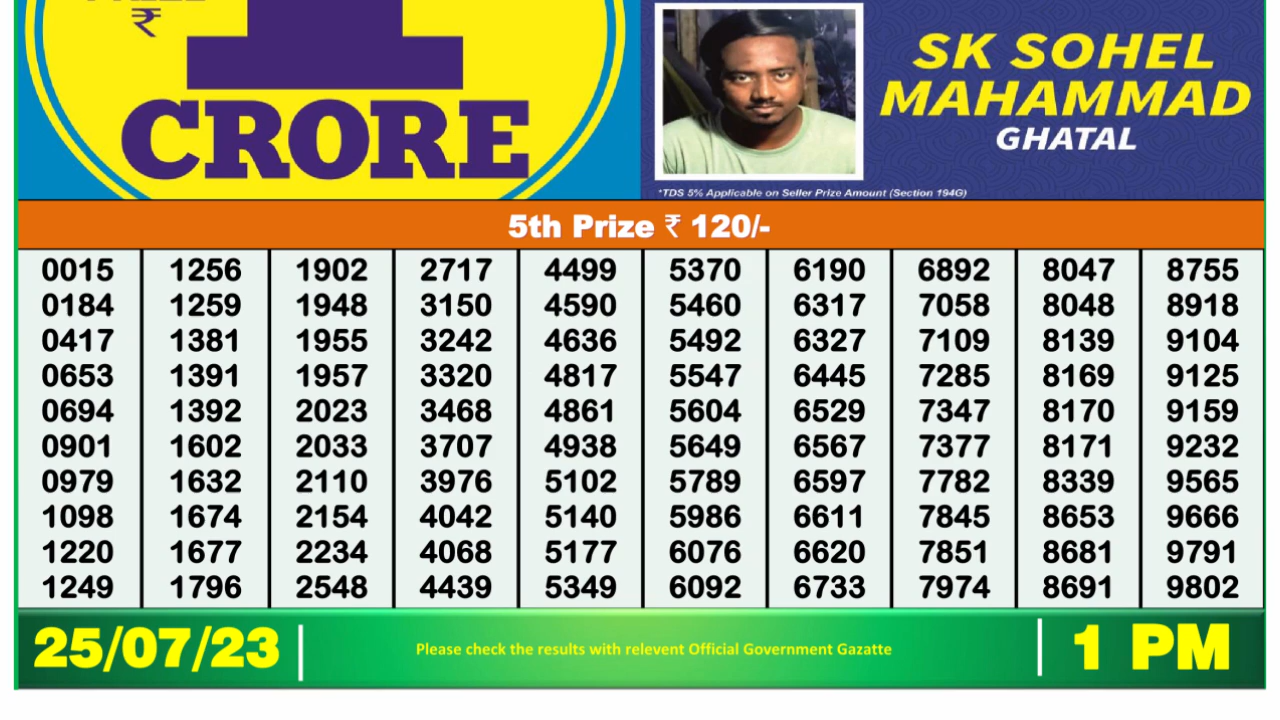 ₹
1
CRORE
SK SOHEL
MAHAMMAD
GHATAL
*TDS 5% Applicable on Seller Prize Amount (Section 194G)
5th Prize ₹ 120/-
0015 1256 1902 2717 4499 5370 6190 6892 8047 8755
0184 1259 1948 3150 4590 5460 6317 7058 8048 8918
0417 1381 1955 3242 4636 5492 6327 7109 8139 9104
0653 1391 1957 3320 4817 5547 6445 7285 8169 9125
0694 1392 2023 3468 4861 5604 6529 7347 8170 9159
0901 1602 2033 3707 4938 5649 6567 7377 8171 9232
0979 1632 2110 3976 5102 5789 6597 7782 8339 9565
1098 1674 2154 4042 5140 5986 6611 7845 8653 9666
1220 1677 2234 4068 5177 6076 6620 7851 8681 9791
1249 1796 2548 4439 5349 6092 6733 7974 8691 9802
25/07/23
Please check the results with relevent Official Government Gazatte
1 PM